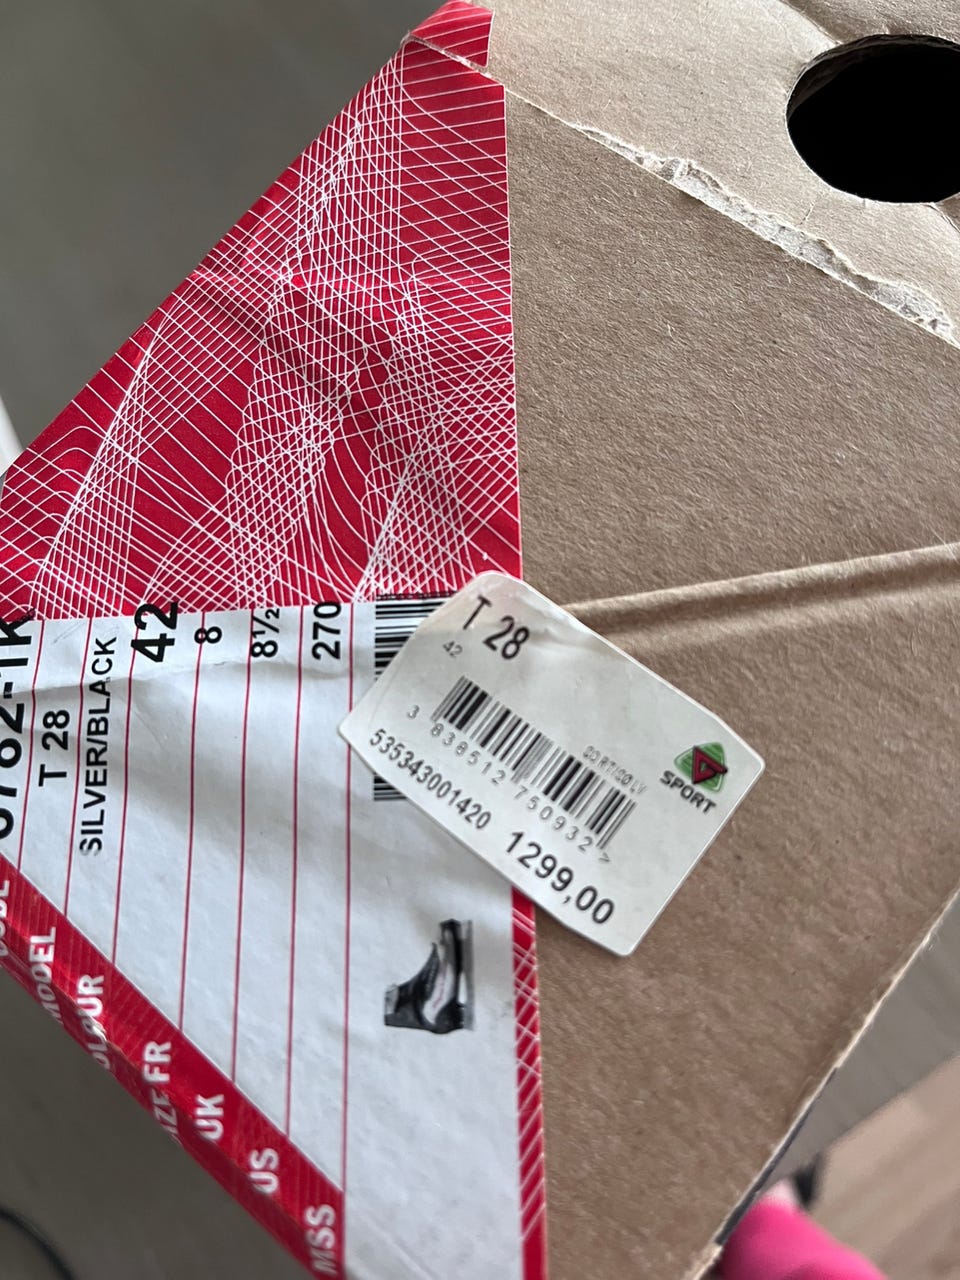 T 28
SILVER/BLACK
42
8
8½
270
MODEL
FR
UK
US
MSS
T 28
42
3 838512 750932 >
535343001420
1299,00
SPORT